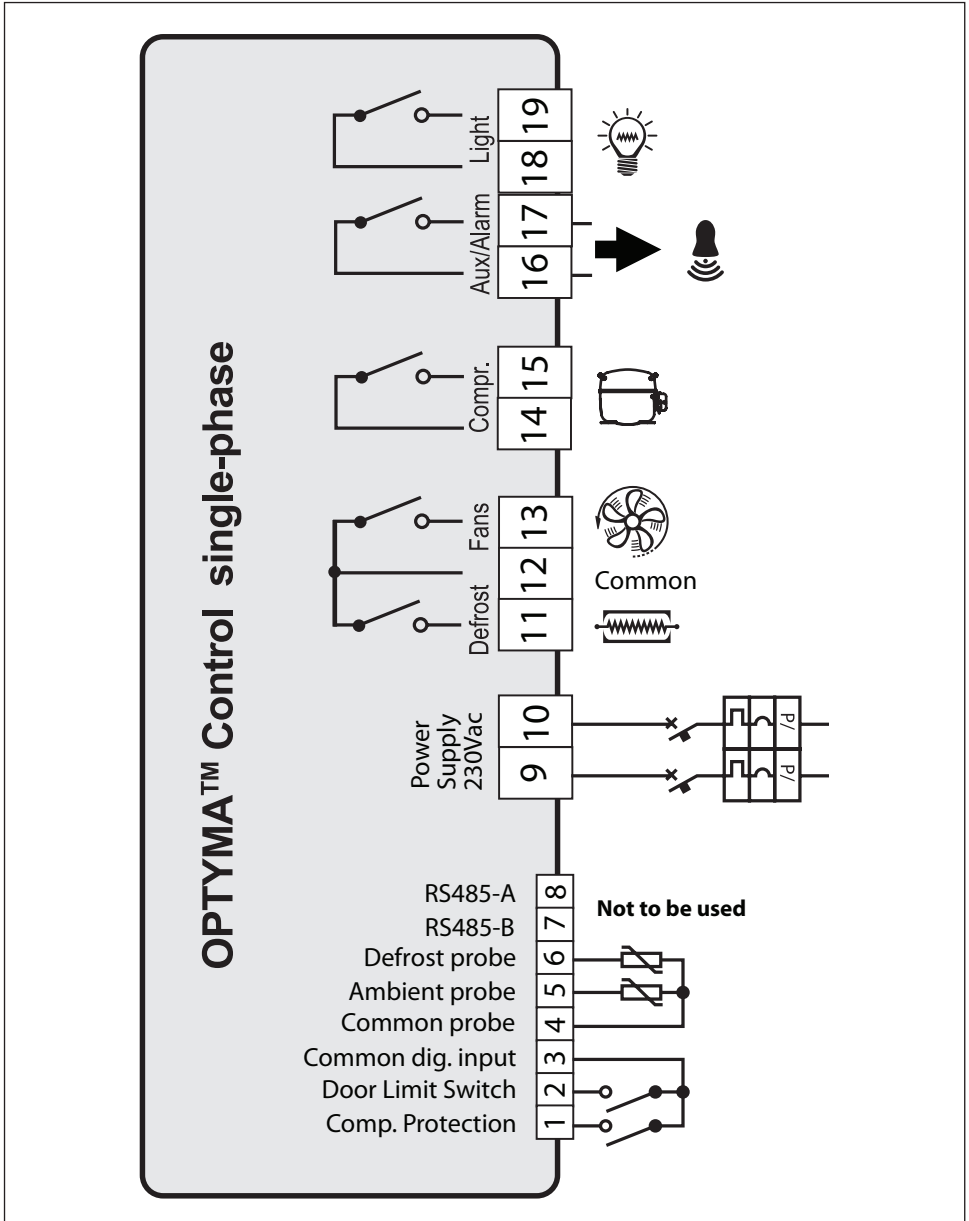 OPTYMA™ Control single-phase
Light
19
18
Aux/Alarm
17
16
Compr.
15
14
Fans
13
12
Common
Defrost
11
Power
Supply
230Vac
10
9
P/
P/
RS485-A
8
Not to be used
RS485-B
7
Defrost probe
6
Ambient probe
5
Common probe
4
Common dig. input
3
Door Limit Switch
2
Comp. Protection
1